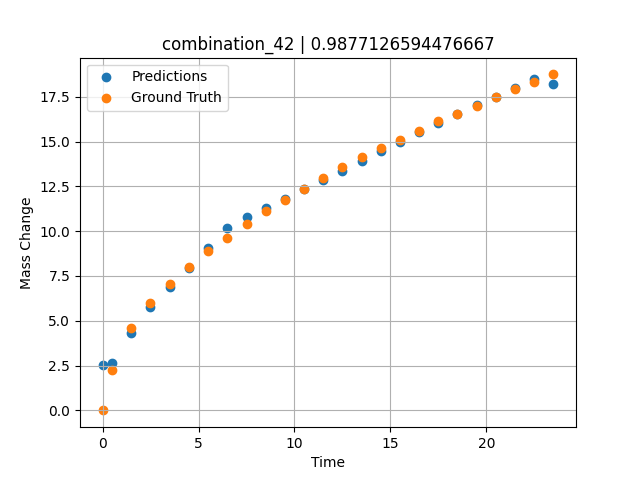 combination_42 | 0.9877126594476667
Predictions
Ground Truth
Mass Change
17.5
15.0
12.5
10.0
7.5
5.0
2.5
0.0
0 5 10 15 20
Time